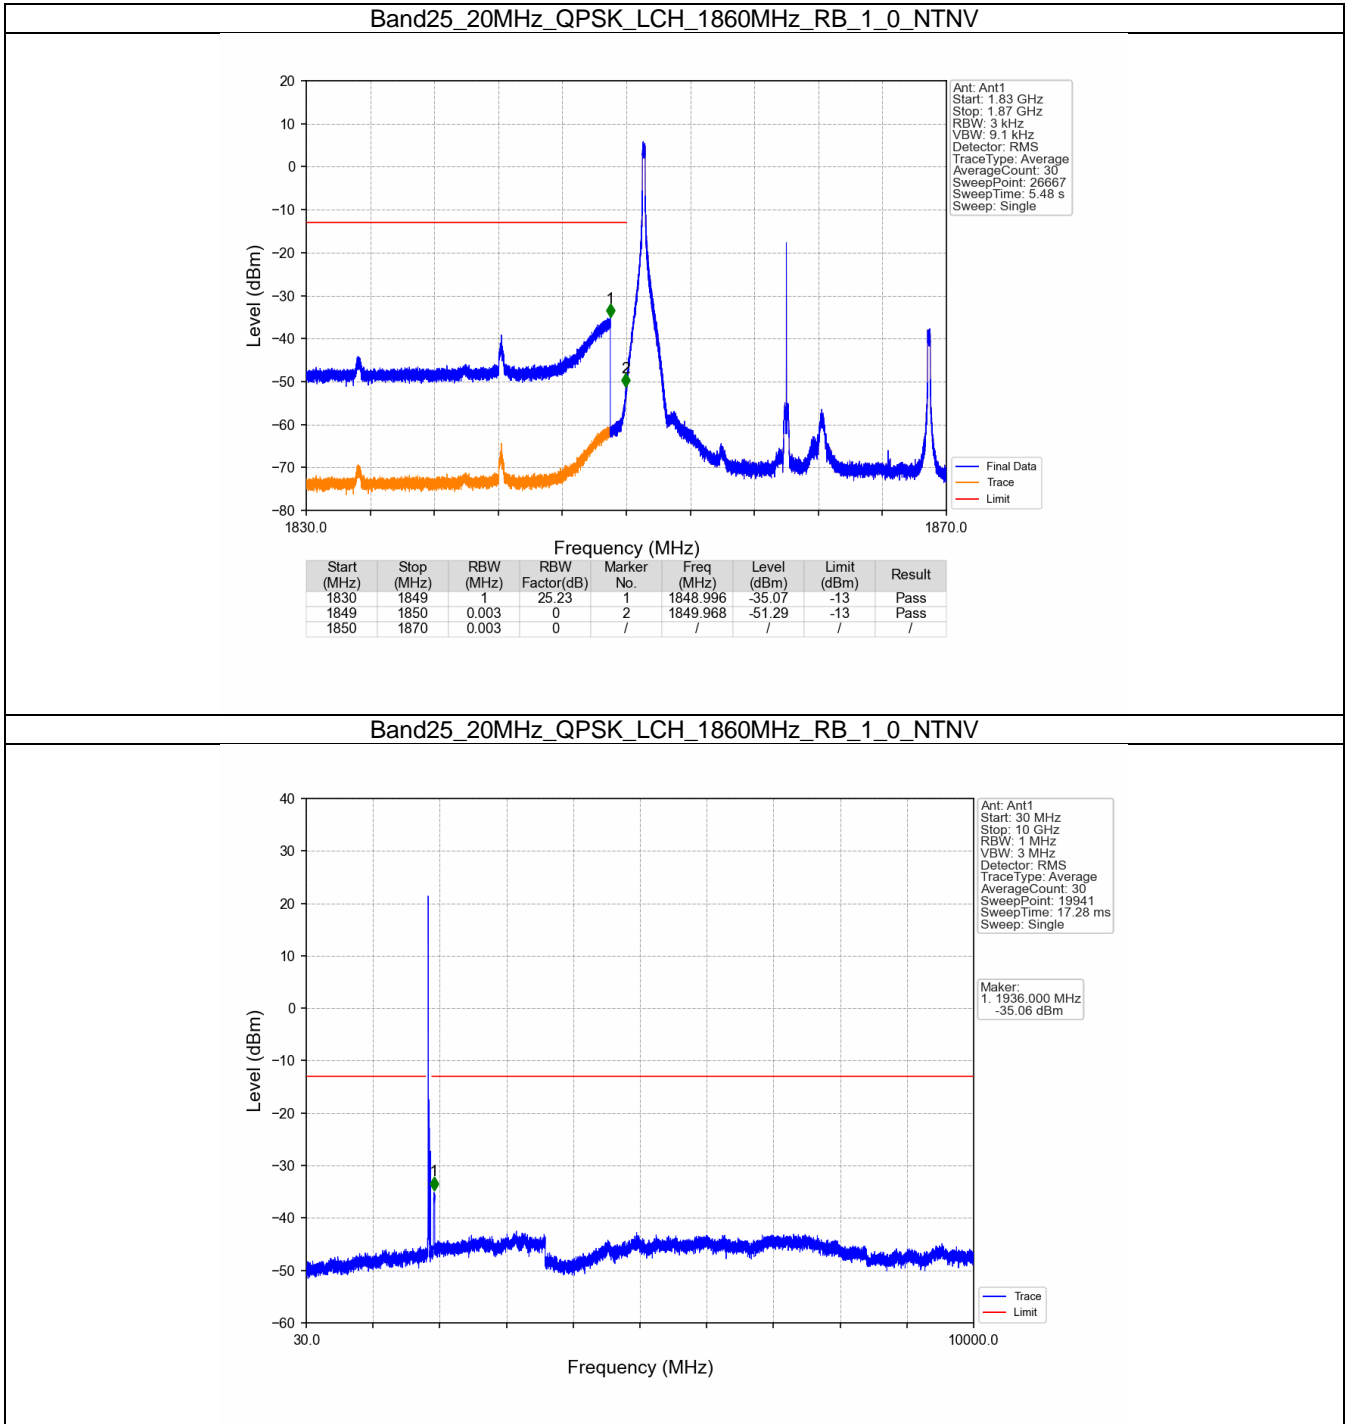 Band25_20MHz_QPSK_LCH_1860MHz_RB_1_0_NTNV
20
10
0
−10
−20
−30
−40
−50
−60
−70
−80
Level (dBm)
1
2
1830.0
1870.0
Frequency (MHz)
Ant: Ant1
Start: 1.83 GHz
Stop: 1.87 GHz
RBW: 3 kHz
VBW: 9.1 kHz
Detector: RMS
TraceType: Average
AverageCount: 30
SweepPoint: 26667
SweepTime: 5.48 s
Sweep: Single
Final Data
Trace
Limit
Start (MHz) Stop (MHz) RBW (MHz) RBW Factor(dB) Marker No. Freq (MHz) Level (dBm) Limit (dBm) Result
1830 1849 1 25.23 1 1848.996 -35.07 -13 Pass
1849 1850 0.003 0 2 1849.968 -51.29 -13 Pass
1850 1870 0.003 0 / / / / /
Band25_20MHz_QPSK_LCH_1860MHz_RB_1_0_NTNV
40
30
20
10
0
−10
−20
−30
−40
−50
−60
Level (dBm)
1
30.0
10000.0
Frequency (MHz)
Ant: Ant1
Start: 30 MHz
Stop: 10 GHz
RBW: 1 MHz
VBW: 3 MHz
Detector: RMS
TraceType: Average
AverageCount: 30
SweepPoint: 19941
SweepTime: 17.28 ms
Sweep: Single
Maker:
1. 1936.000 MHz
-35.06 dBm
Trace
Limit